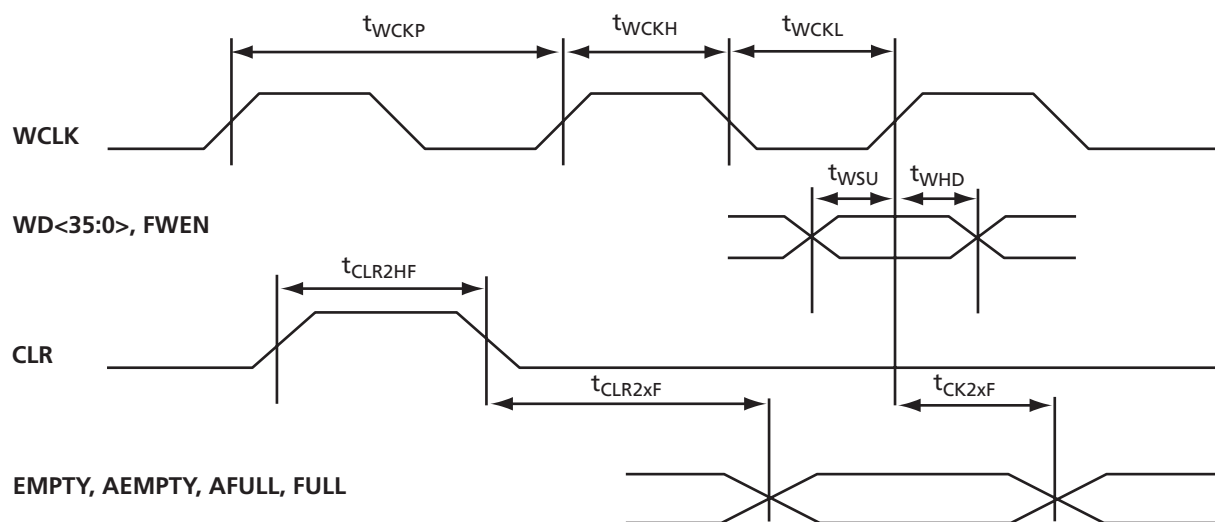 tWCKP tWCKH tWCKL
WCLK
tWSU tWHD
WD<35:0>, FWEN
tCLR2HF
CLR
tCLR2xF tCK2xF
EMPTY, AEMPTY, AFULL, FULL